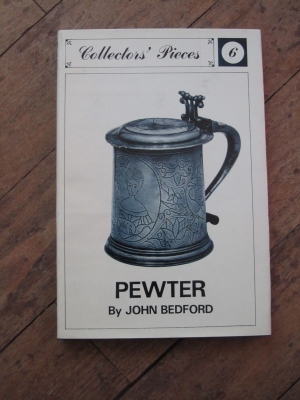 Collectors' Pieces 6
PEWTER
By JOHN BEDFORD